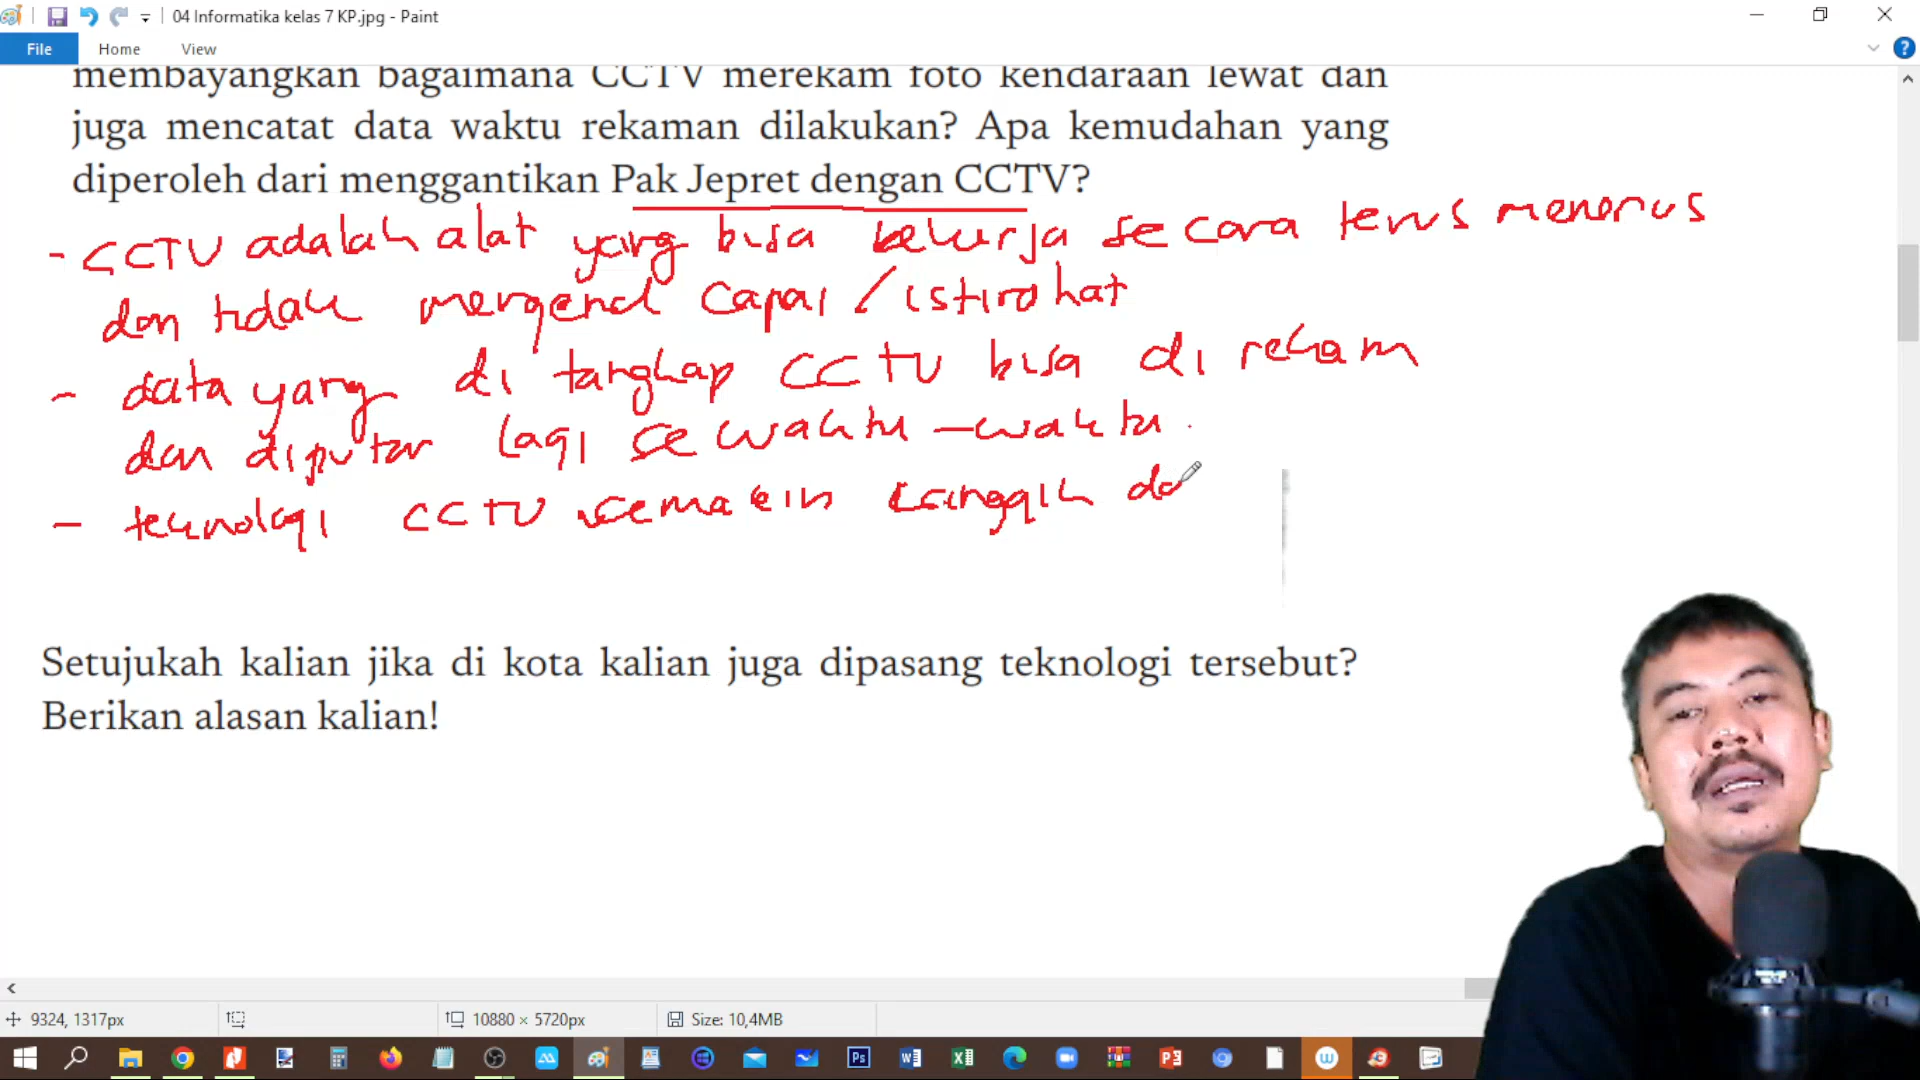 04 Informatika kelas 7 KP.jpg - Paint
File Home View
membayangkan bagaimana CCTV merekam foto kendaraan lewat dan
juga mencatat data waktu rekaman dilakukan? Apa kemudahan yang
diperoleh dari menggantikan Pak Jepret dengan CCTV?
- CCTV adalah alat yang bisa bekerja secara terus menerus
dan tidak mengenal capai / istirahat
- data yang di tangkap CCTV bisa di rekam
dan diputar lagi sewaktu-waktu.
- teknologi CCTV semakin canggih da
Setujukah kalian jika di kota kalian juga dipasang teknologi tersebut?
Berikan alasan kalian!
9324, 1317px 10880 × 5720px Size: 10,4MB